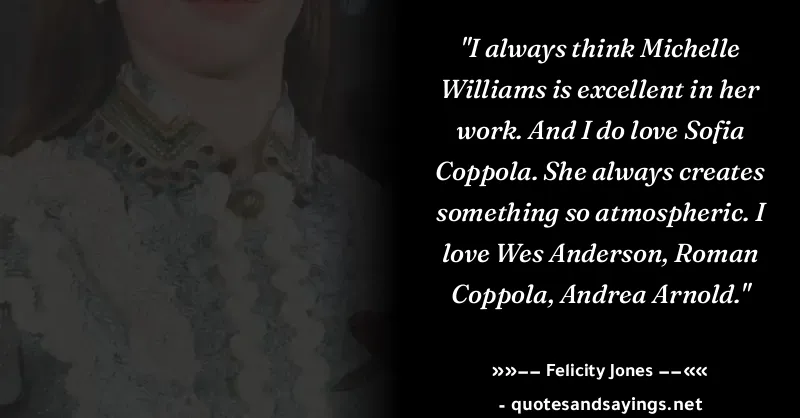 "I always think Michelle
Williams is excellent in her
work. And I do love Sofia
Coppola. She always creates
something so atmospheric. I
love Wes Anderson, Roman
Coppola, Andrea Arnold."
»»–– Felicity Jones ––««
- quotesandsayings.net